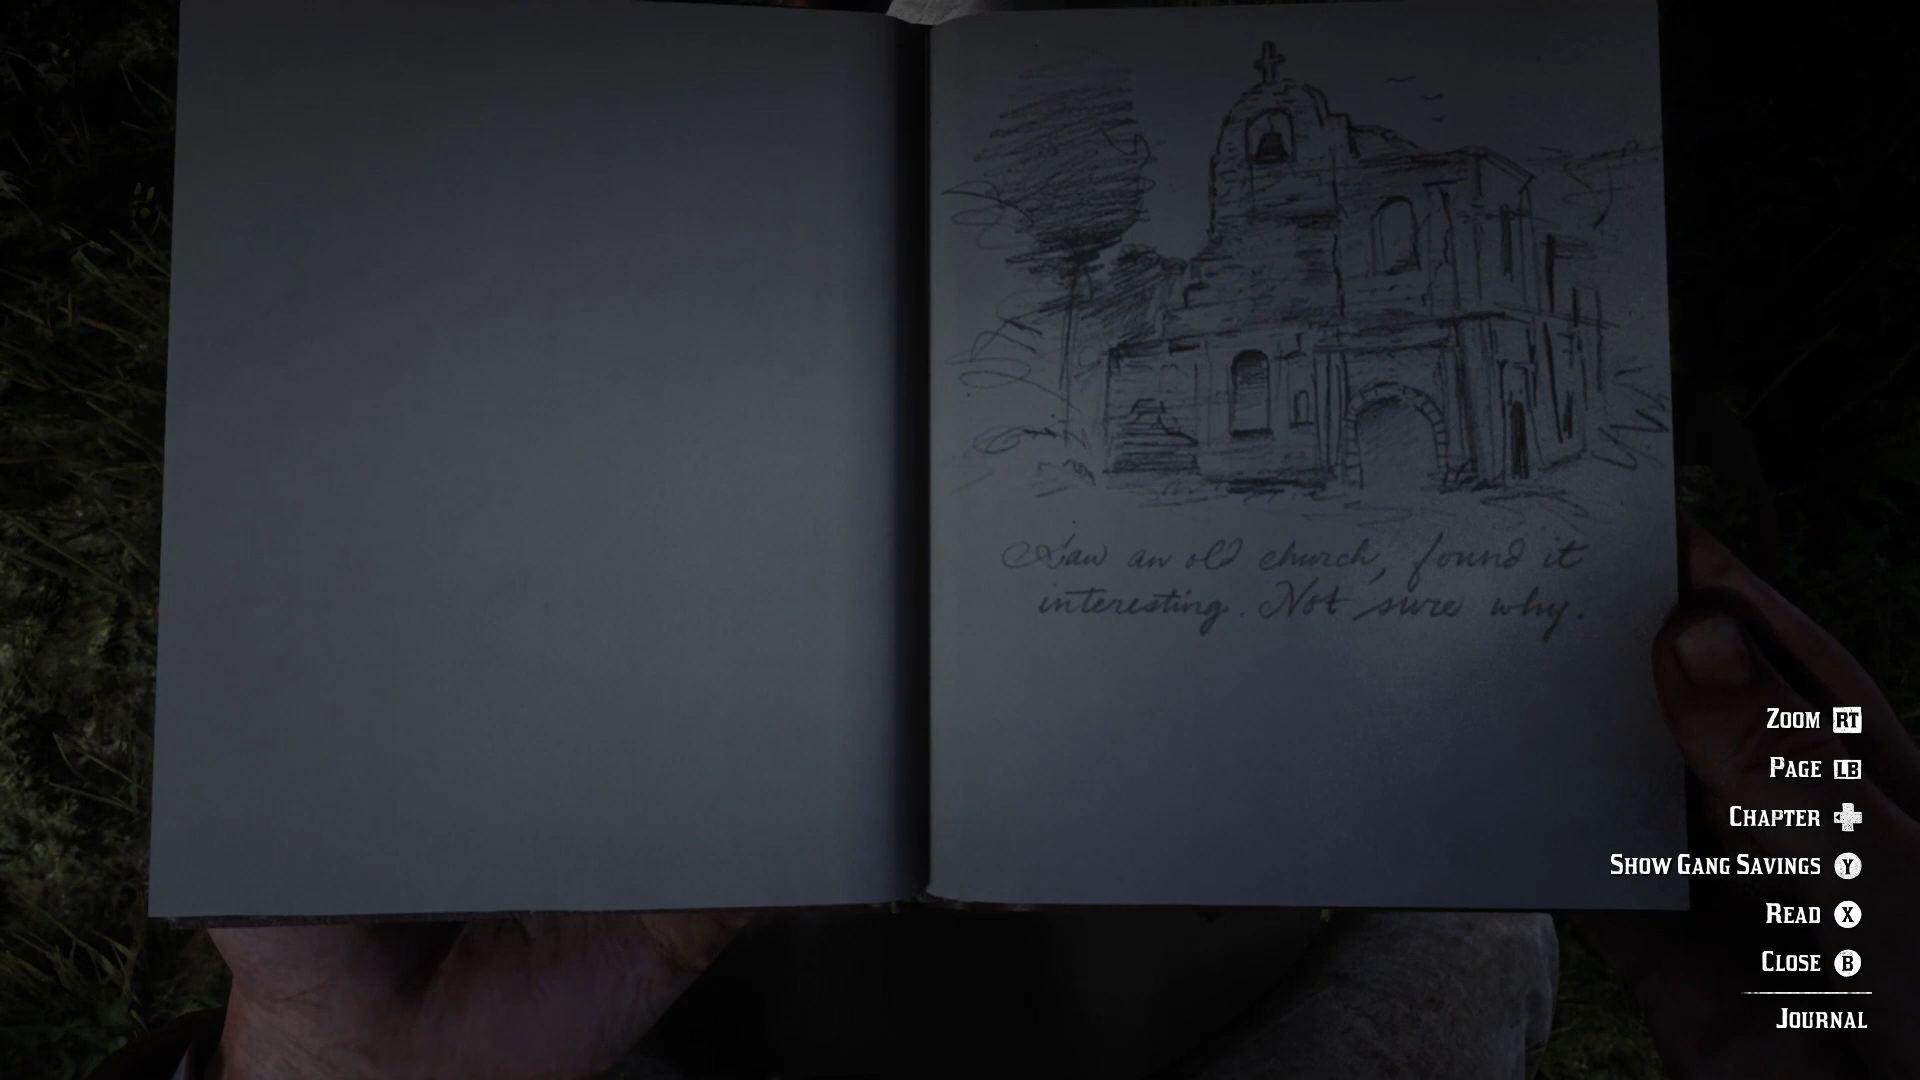 Saw an old church, found it
interesting. Not sure why.
ZOOM RT
PAGE LB
CHAPTER
SHOW GANG SAVINGS Y
READ X
CLOSE B
JOURNAL